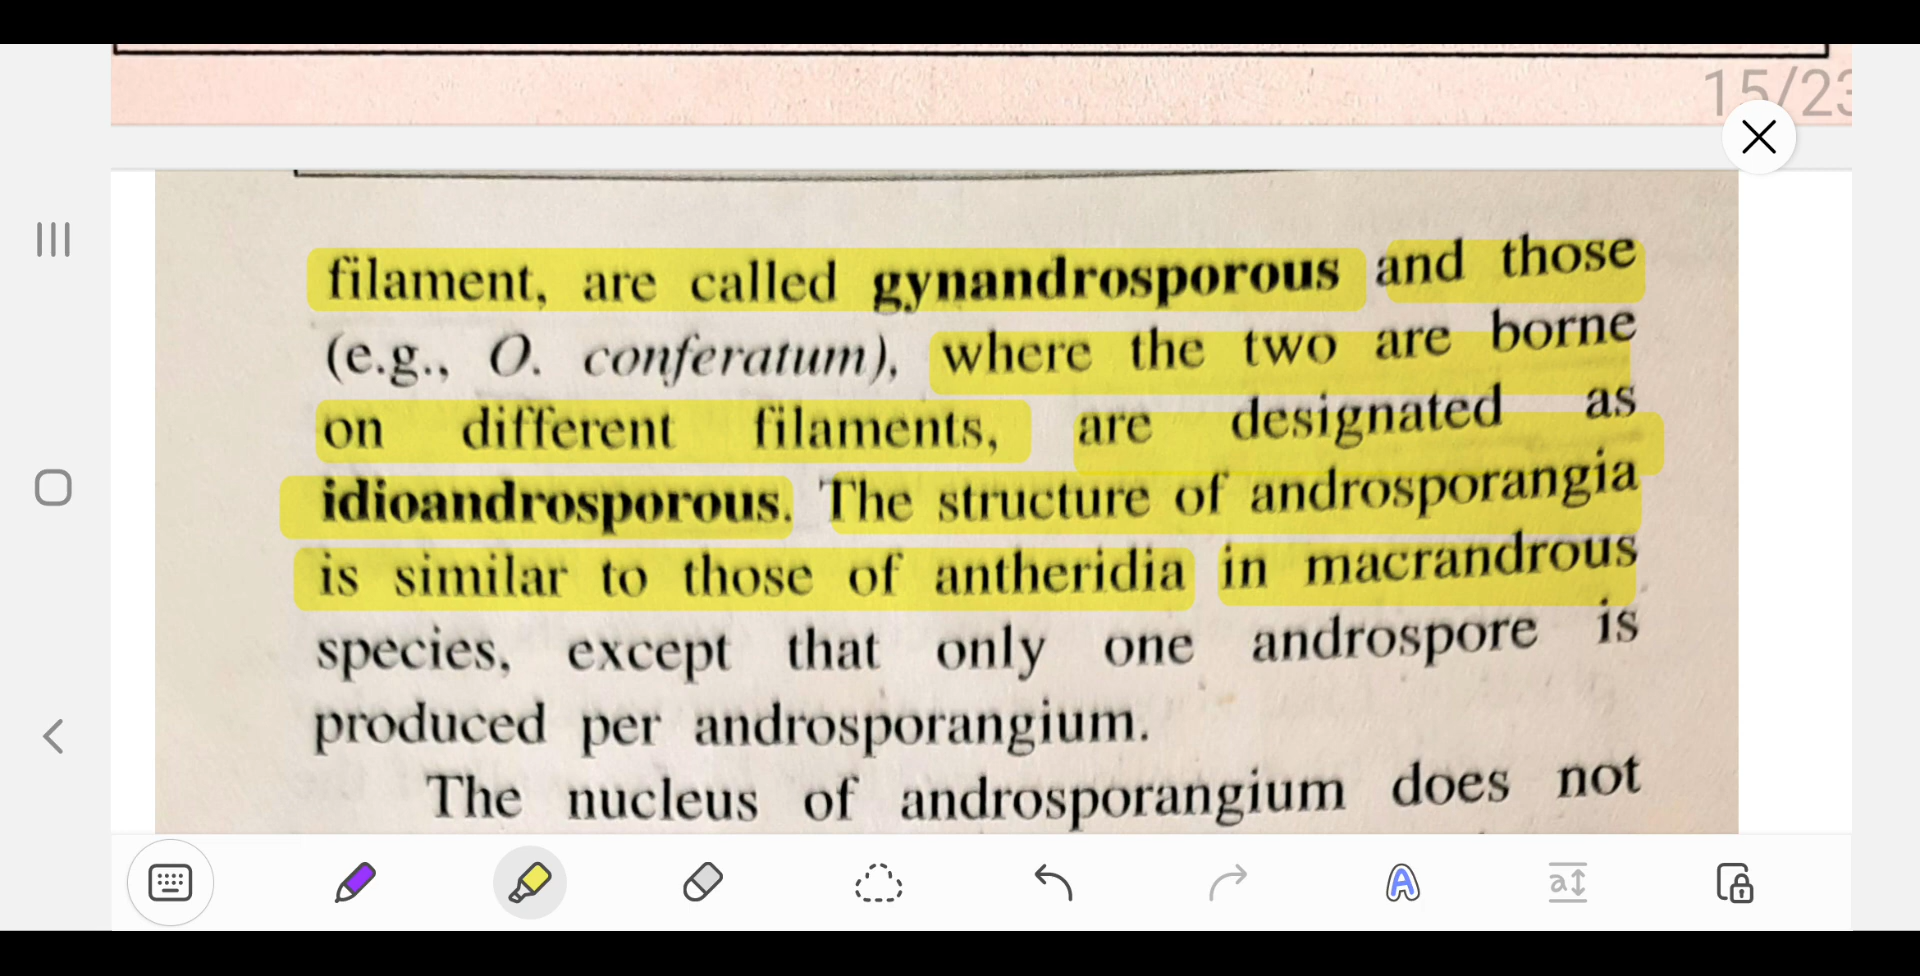 15/23
filament, are called gynandrosporous and those
(e.g., O. conferatum), where the two are borne
on different filaments, are designated as
idioandrosporous. The structure of androsporangia
is similar to those of antheridia in macrandrous
species, except that only one androspore is
produced per androsporangium.
The nucleus of androsporangium does not
A
a